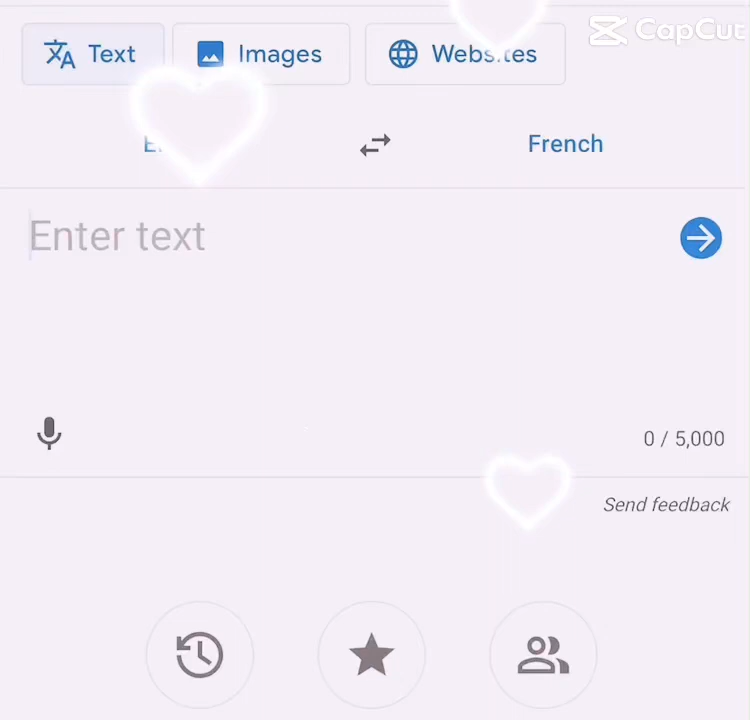 CapCut
Text Images Websites
French
Enter text
0 / 5,000
Send feedback